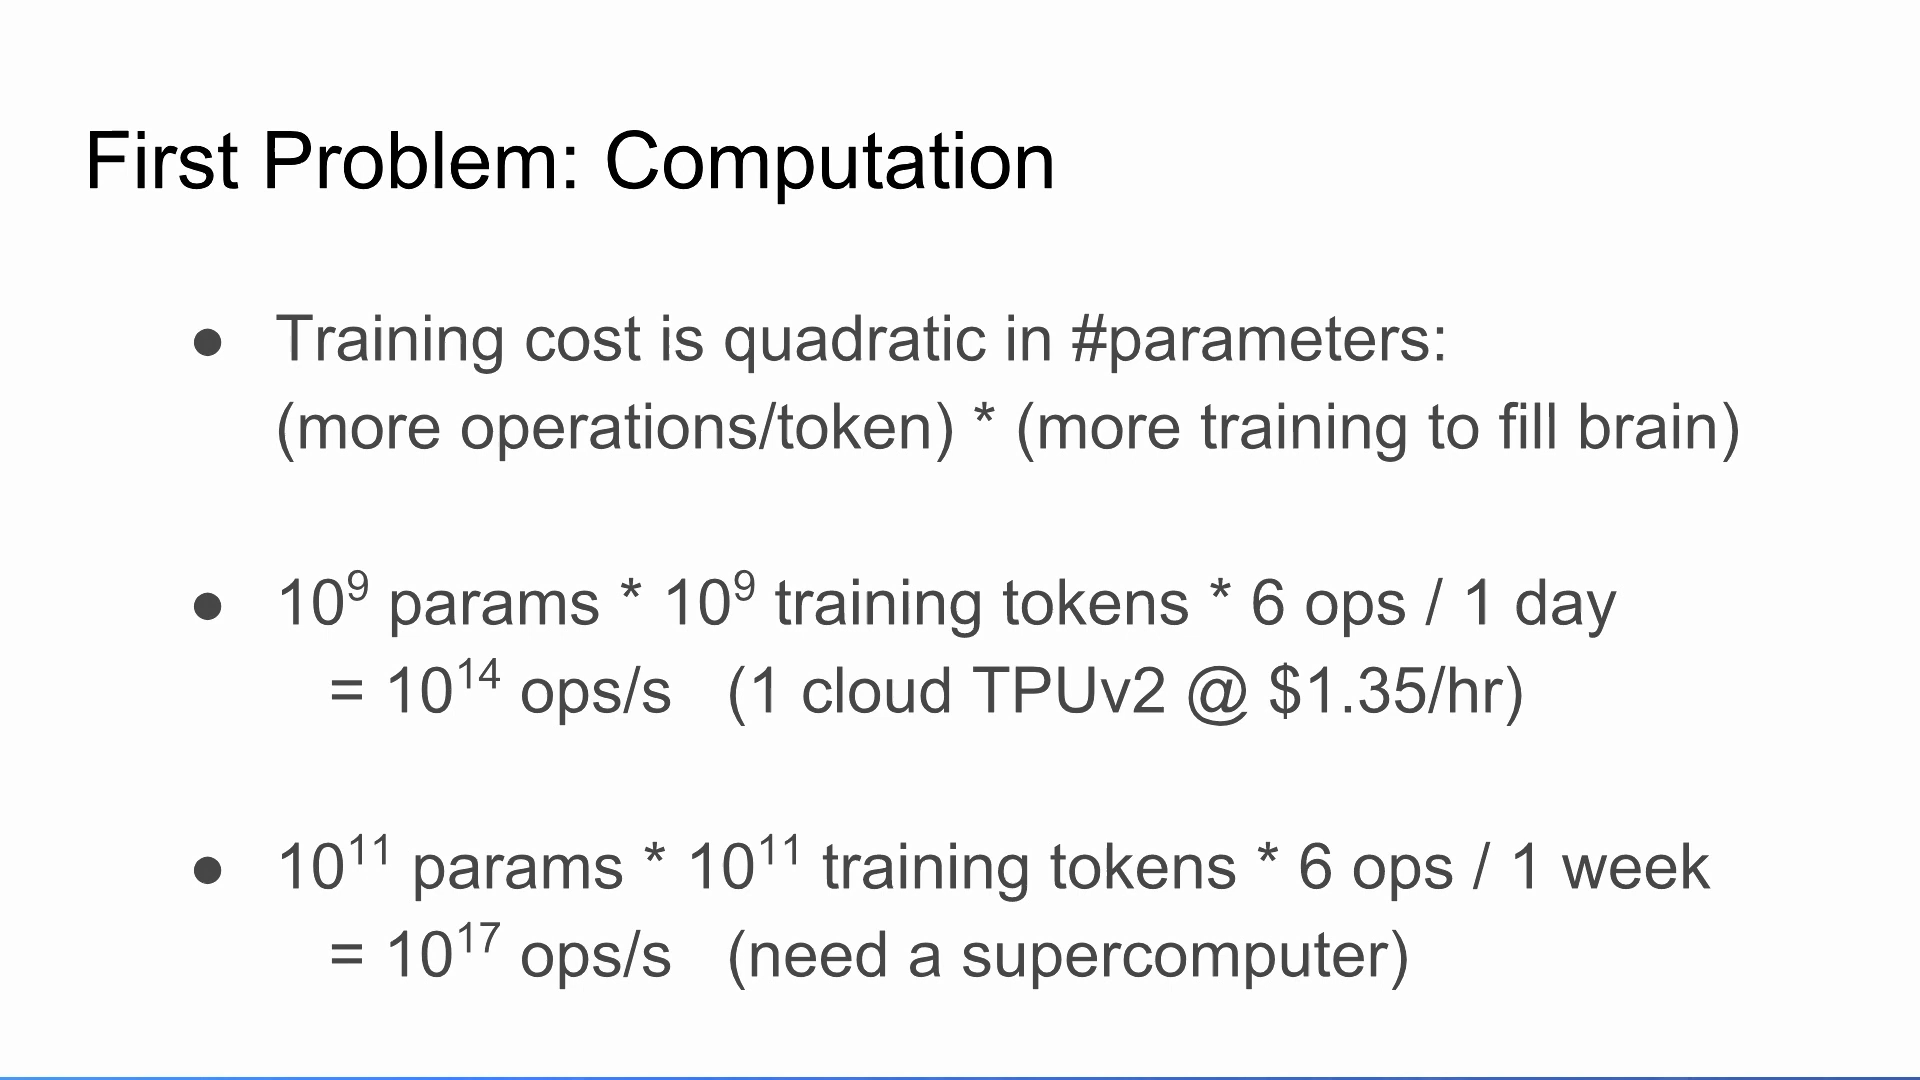 First Problem: Computation
● Training cost is quadratic in #parameters:
(more operations/token) * (more training to fill brain)
● 10⁹ params * 10⁹ training tokens * 6 ops / 1 day
= 10¹⁴ ops/s (1 cloud TPUv2 @ $1.35/hr)
● 10¹¹ params * 10¹¹ training tokens * 6 ops / 1 week
= 10¹⁷ ops/s (need a supercomputer)